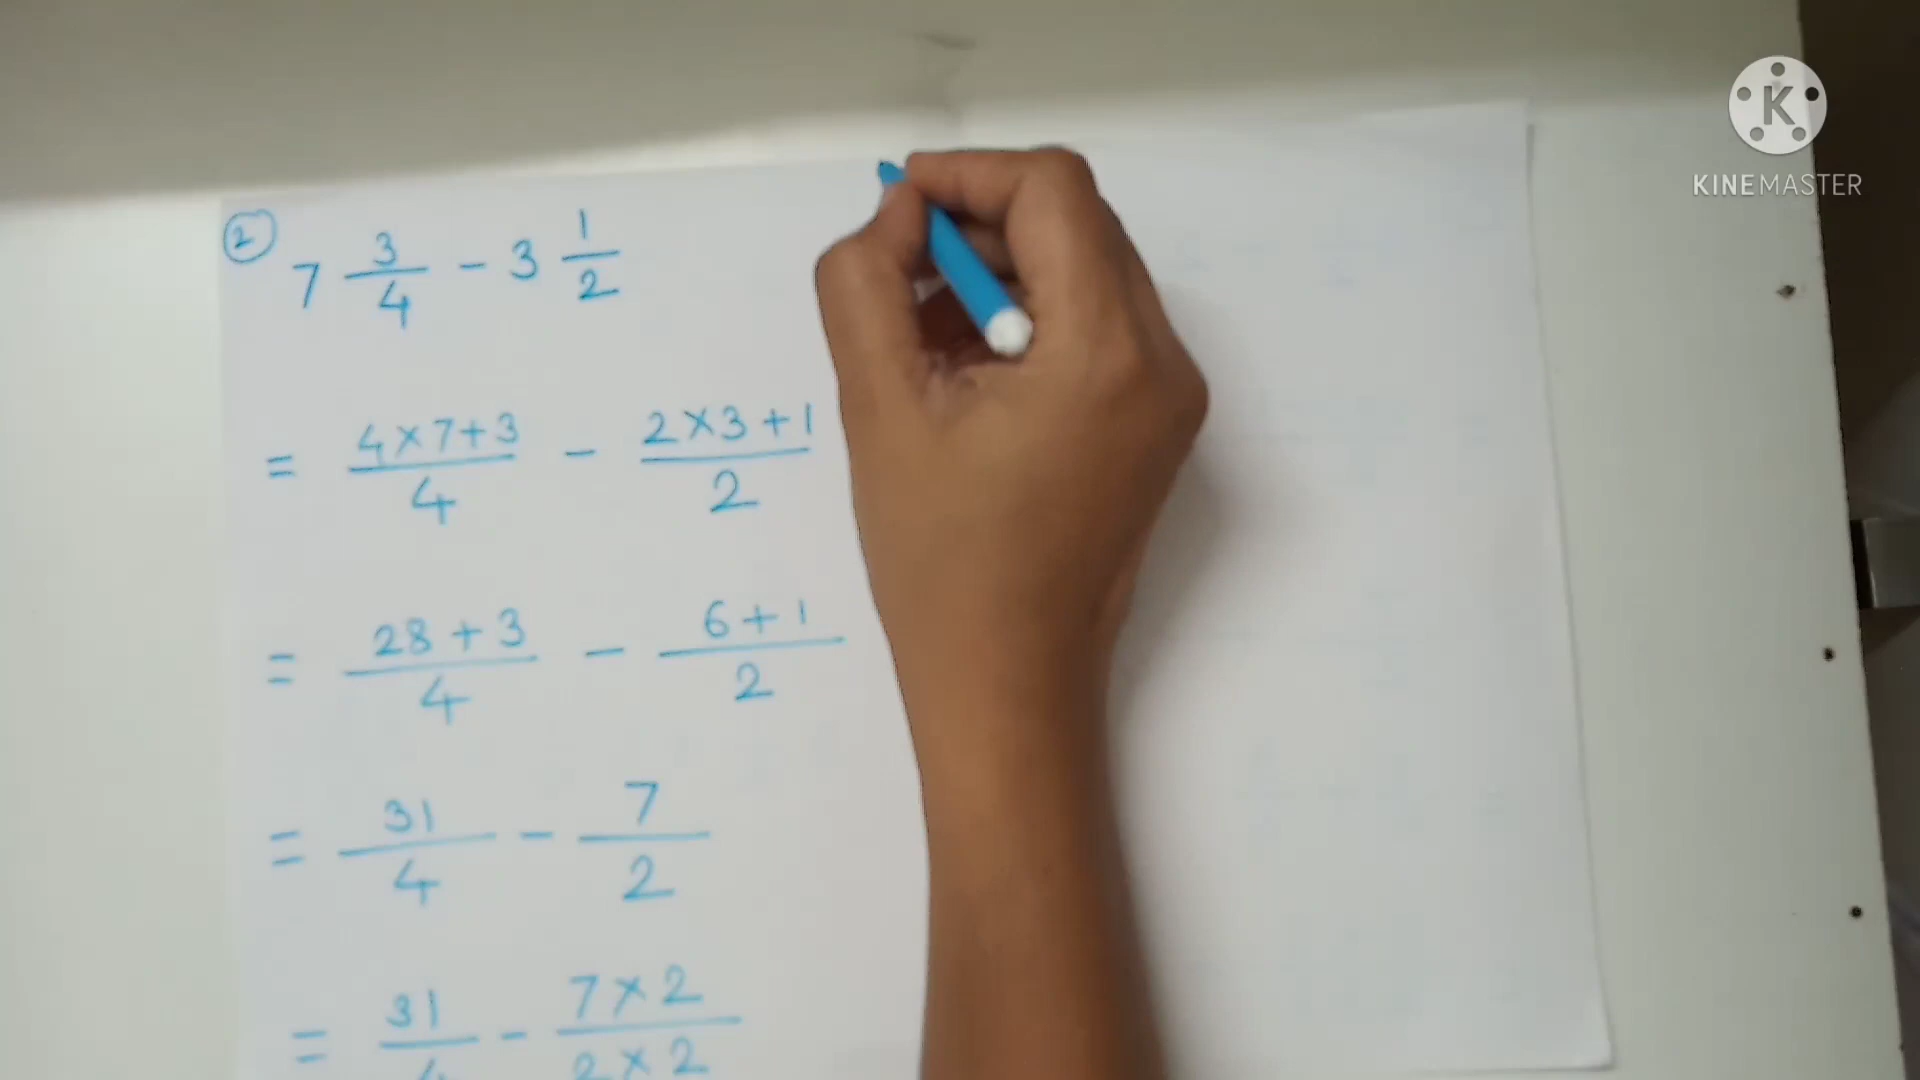 ② 7 3/4 - 3 1/2
= 4×7+3/4 - 2×3+1/2
= 28+3/4 - 6+1/2
= 31/4 - 7/2
= 31/4 - 7×2/2×2
K
KINEMASTER